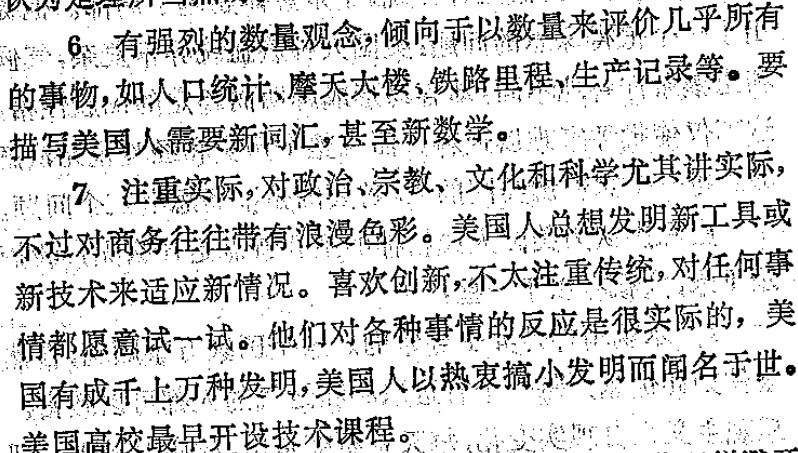 6、有强烈的数量观念,倾向于以数量来评价几乎所有
的事物,如人口统计、摩天大楼、铁路里程、生产记录等。要
描写美国人需要新词汇,甚至新数学。
7、注重实际,对政治、宗教、文化和科学尤其讲实际,
不过对商务往往带有浪漫色彩。美国人总想发明新工具或
新技术来适应新情况。喜欢创新,不太注重传统,对任何事
情都愿意试一试。他们对各种事情的反应是很实际的,美
国有成千上万种发明,美国人以热衷搞小发明而闻名于世。
美国高校最早开设技术课程。